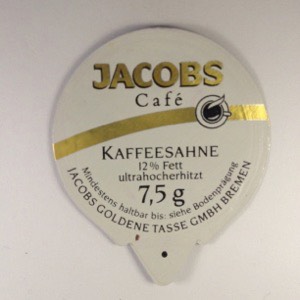 JACOBS
Café
KAFFEESAHNE
12% Fett
ultrahocherhitzt
7,5 g
Mindestens haltbar bis: siehe Bodenprägung
JACOBS GOLDENE TASSE GMBH BREMEN